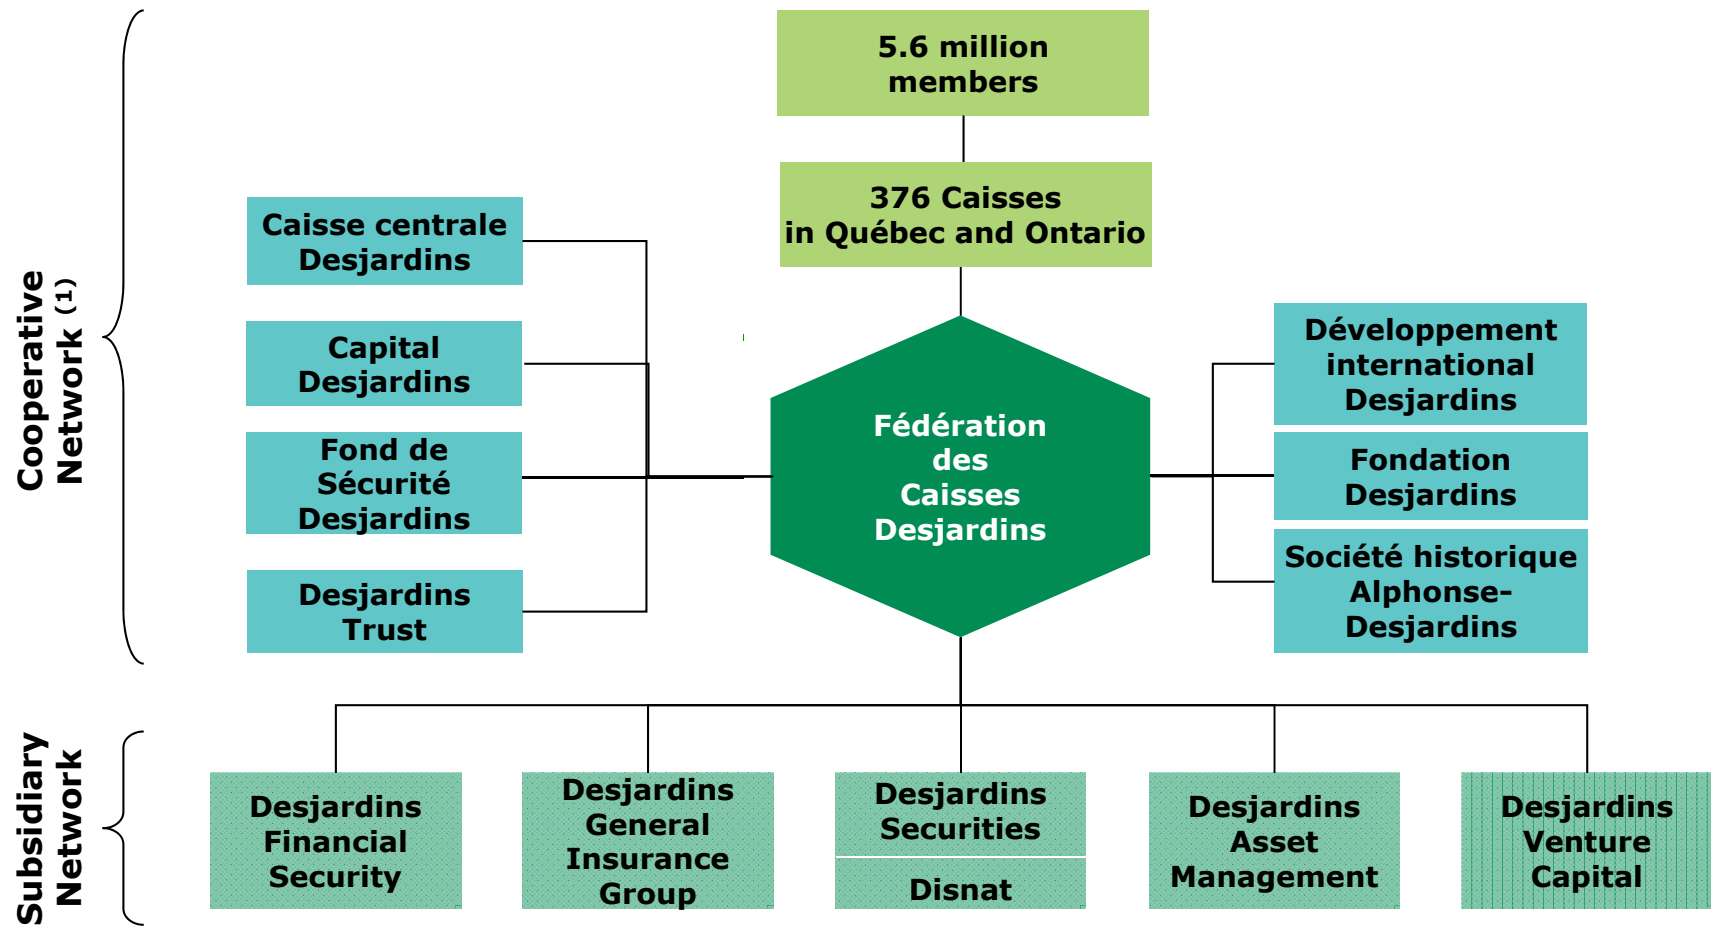 5.6 million
members
376 Caisses
in Québec and Ontario
Cooperative
Network (1)
Caisse centrale
Desjardins
Capital
Desjardins
Fond de
Sécurité
Desjardins
Desjardins
Trust
Fédération
des
Caisses
Desjardins
Développement
international
Desjardins
Fondation
Desjardins
Société historique
Alphonse-
Desjardins
Subsidiary
Network
Desjardins
Financial
Security
Desjardins
General
Insurance
Group
Desjardins
Securities
Disnat
Desjardins
Asset
Management
Desjardins
Venture
Capital